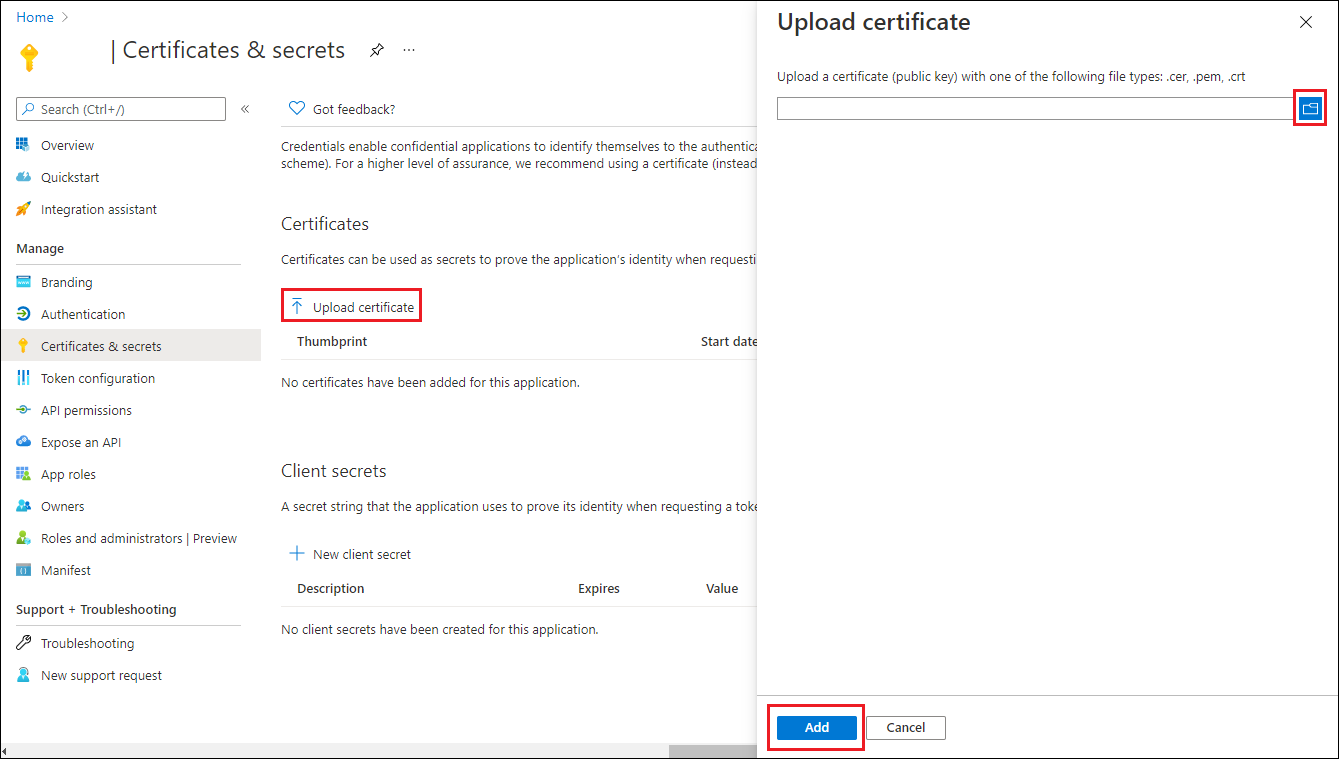 Home
| Certificates & secrets
...
Search (Ctrl+/)
«
Overview
Quickstart
Integration assistant
Manage
Branding
Authentication
Certificates & secrets
Token configuration
API permissions
Expose an API
App roles
Owners
Roles and administrators | Preview
Manifest
Support + Troubleshooting
Troubleshooting
New support request
Got feedback?
Credentials enable confidential applications to identify themselves to the authentica
scheme). For a higher level of assurance, we recommend using a certificate (instead
Certificates
Certificates can be used as secrets to prove the application's identity when requesti
Upload certificate
Thumbprint Start date
No certificates have been added for this application.
Client secrets
A secret string that the application uses to prove its identity when requesting a toke
New client secret
Description Expires Value
No client secrets have been created for this application.
Upload certificate
Upload a certificate (public key) with one of the following file types: .cer, .pem, .crt
Add Cancel